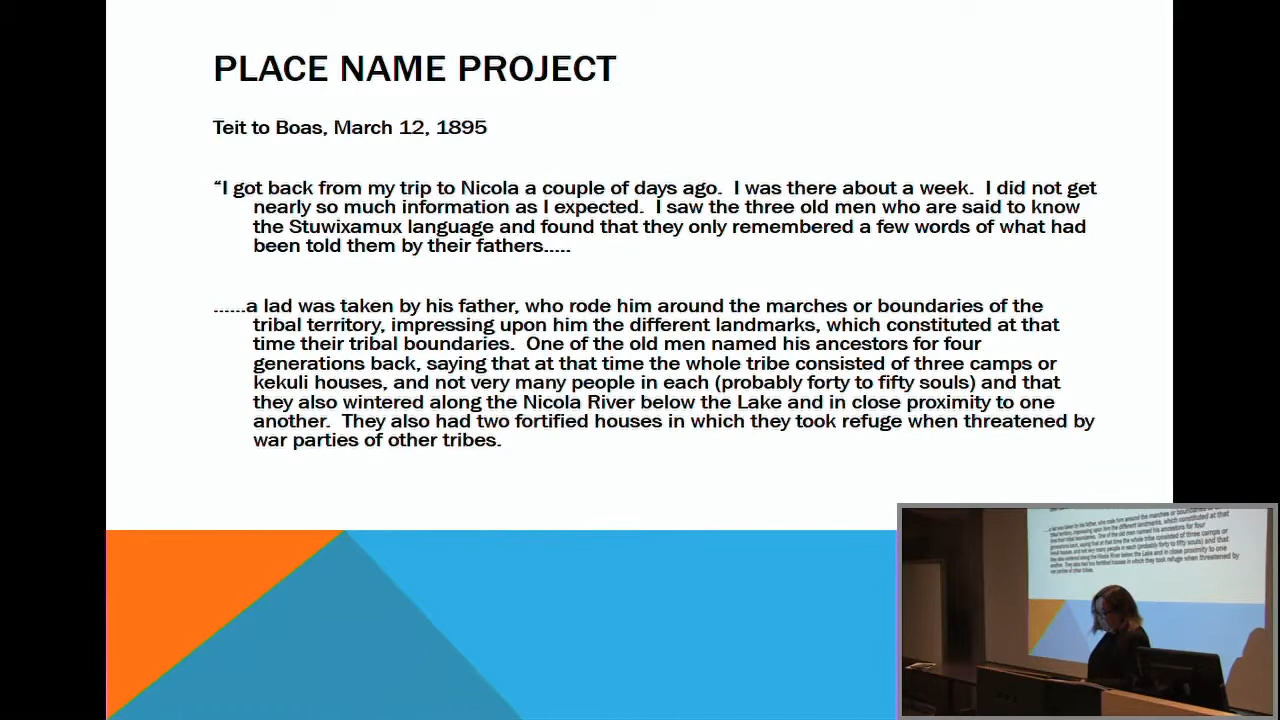 PLACE NAME PROJECT
Teit to Boas, March 12, 1895
“I got back from my trip to Nicola a couple of days ago.  I was there about a week.  I did not get
nearly so much information as I expected.  I saw the three old men who are said to know
the Stuwixamux language and found that they only remembered a few words of what had
been told them by their fathers.....
......a lad was taken by his father, who rode him around the marches or boundaries of the
tribal territory, impressing upon him the different landmarks, which constituted at that
time their tribal boundaries.  One of the old men named his ancestors for four
generations back, saying that at that time the whole tribe consisted of three camps or
kekuli houses, and not very many people in each (probably forty to fifty souls) and that
they also wintered along the Nicola River below the Lake and in close proximity to one
another.  They also had two fortified houses in which they took refuge when threatened by
war parties of other tribes.